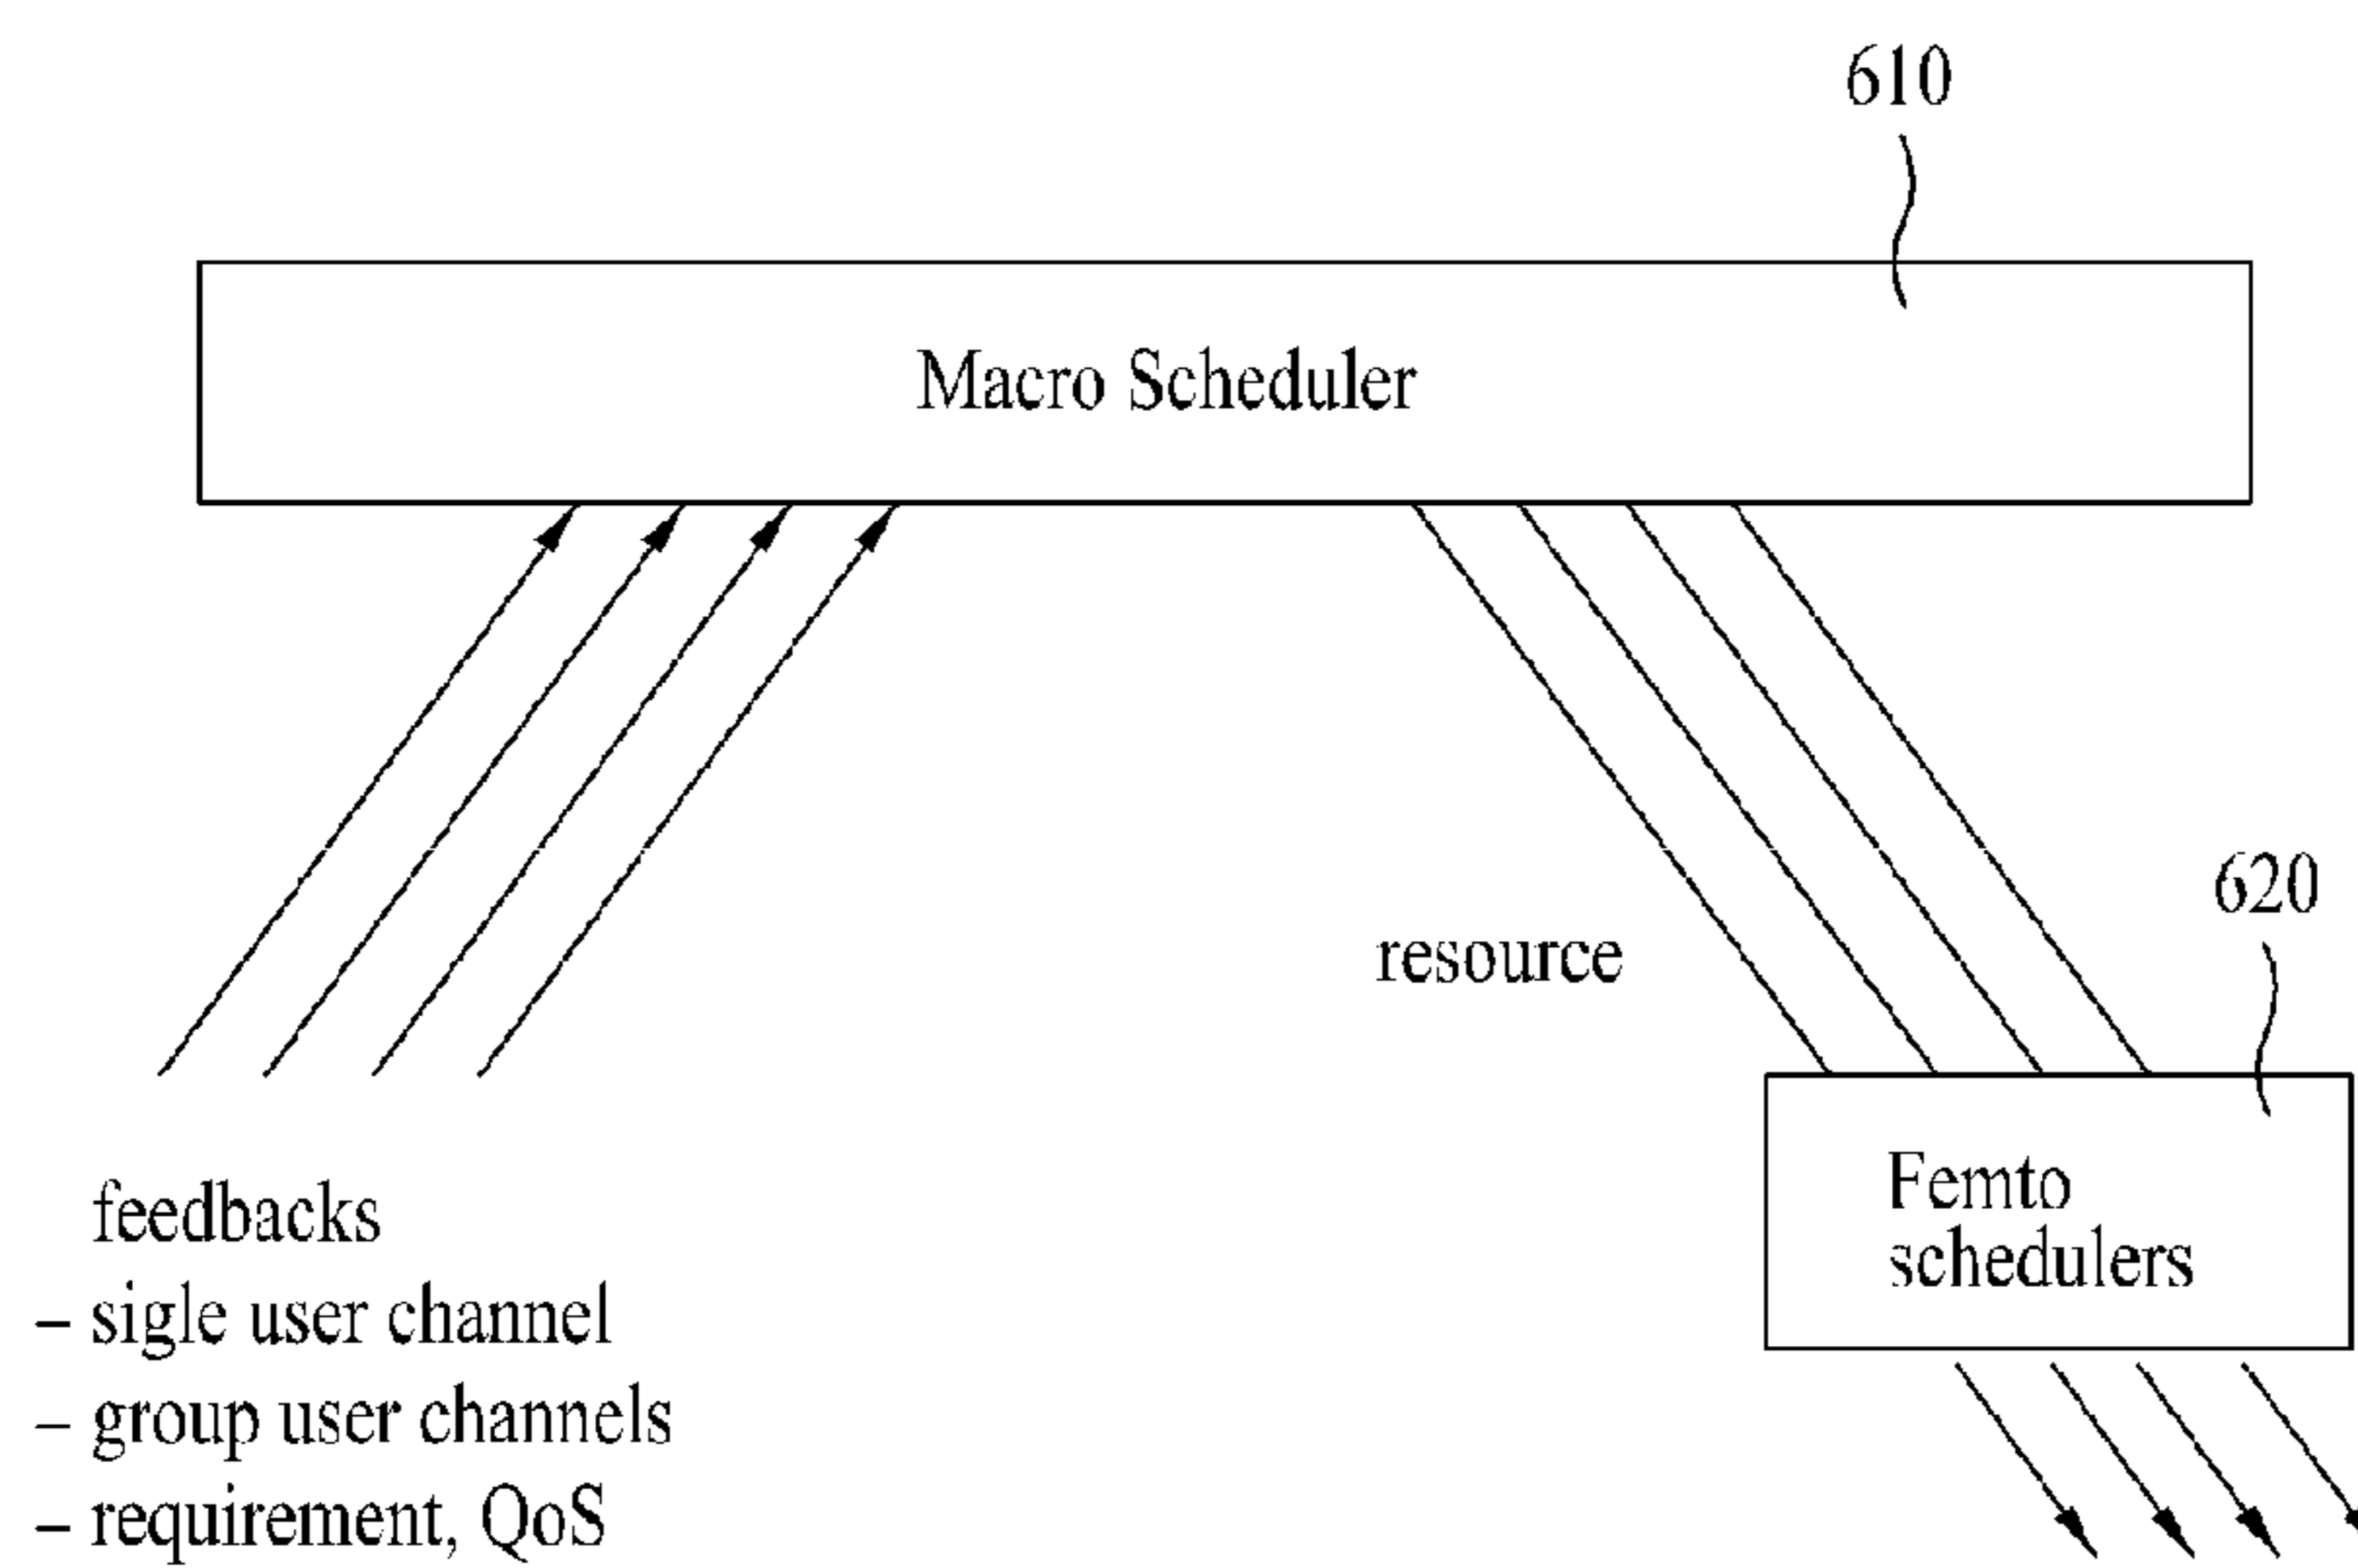 610
Macro Scheduler
resource
620
Femto
schedulers
feedbacks
– sigle user channel
– group user channels
– requirement, QoS